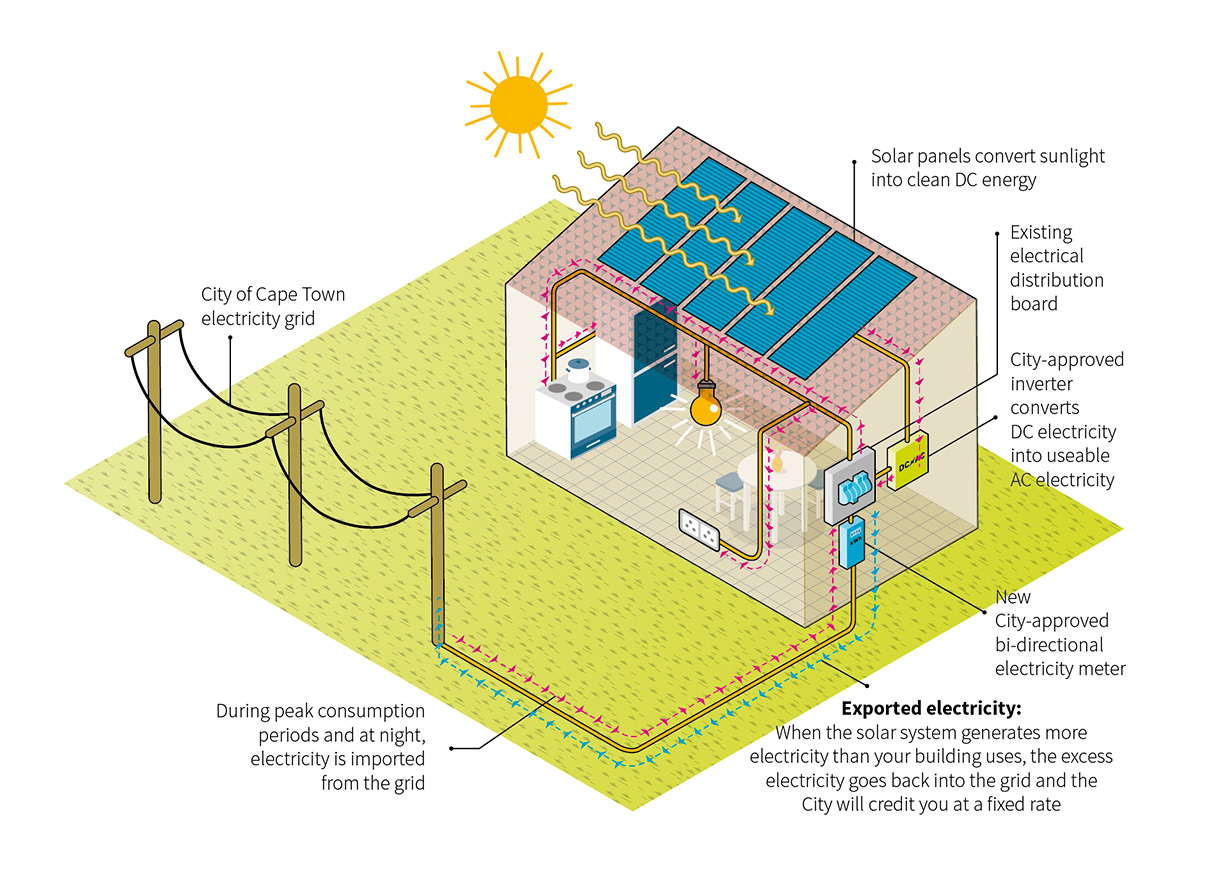 Solar panels convert sunlight
into clean DC energy
Existing
electrical
distribution
board
City of Cape Town
electricity grid
City-approved
inverter
converts
DC electricity
into useable
AC electricity
DC/AC
kWh
New
City-approved
bi-directional
electricity meter
During peak consumption
periods and at night,
electricity is imported
from the grid
Exported electricity:
When the solar system generates more
electricity than your building uses, the excess
electricity goes back into the grid and the
City will credit you at a fixed rate